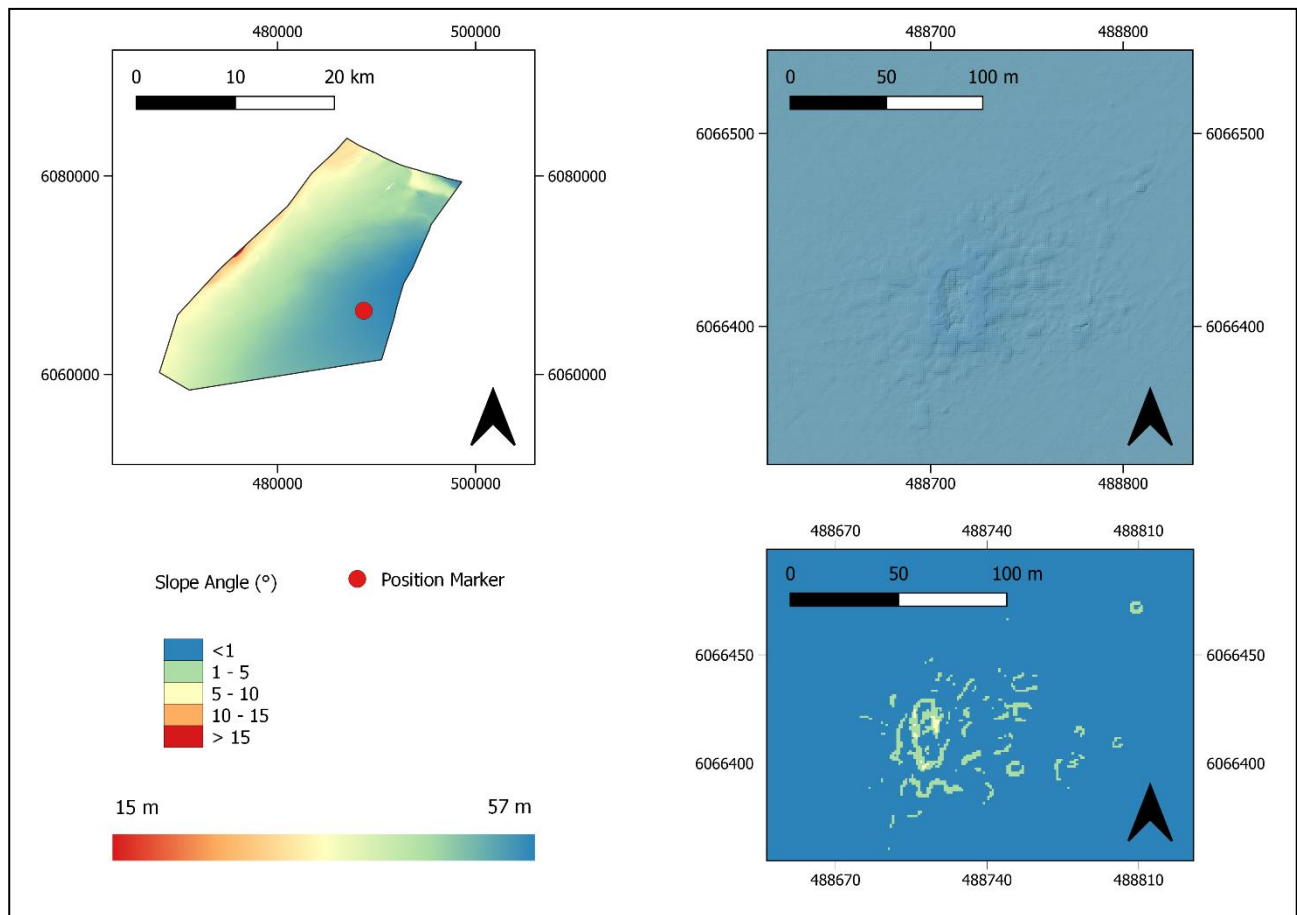 480000 500000
0 10 20 km
6080000 6080000
6060000 6060000
480000 500000
488700 488800
0 50 100 m
6066500 6066500
6066400 6066400
488700 488800
Slope Angle (°) Position Marker
<1
1 - 5
5 - 10
10 - 15
> 15
15 m 57 m
488670 488740 488810
0 50 100 m
6066450 6066450
6066400 6066400
488670 488740 488810